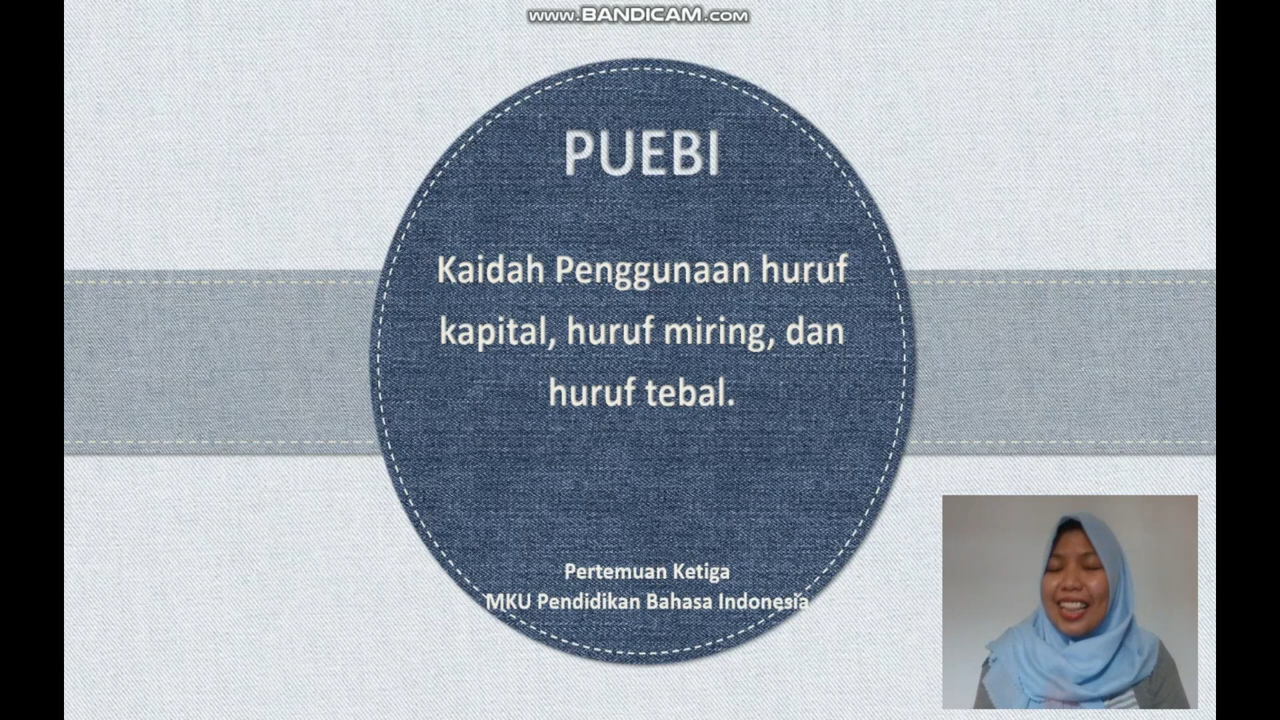 www.BANDICAM.com
PUEBI
Kaidah Penggunaan huruf
kapital, huruf miring, dan
huruf tebal.
Pertemuan Ketiga
MKU Pendidikan Bahasa Indonesia